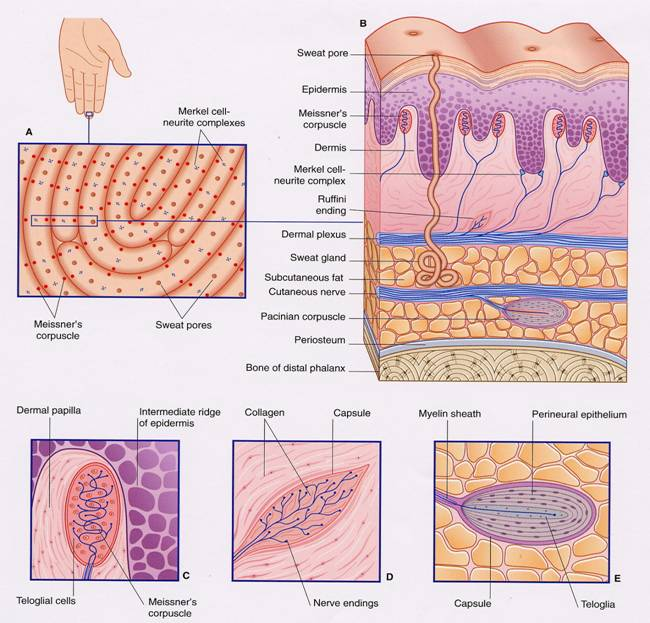 B
Sweat pore
Epidermis
Meissner's
corpuscle
Dermis
Merkel cell-
neurite complex
Ruffini
ending
Dermal plexus
Sweat gland
Subcutaneous fat
Cutaneous nerve
Pacinian corpuscle
Periosteum
Bone of distal phalanx
A
Merkel cell-
neurite complexes
Meissner's
corpuscle
Sweat pores
Dermal papilla
Intermediate ridge
of epidermis
Teloglial cells
Meissner's
corpuscle
C
Collagen
Capsule
Nerve endings
D
Myelin sheath
Perineural epithelium
Capsule
Teloglia
E